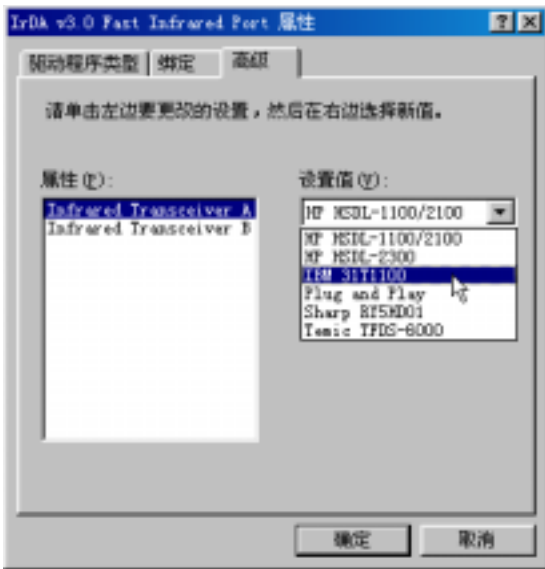 IrDA v3.0 Fast Infrared Port 属性
驱动程序类型 绑定 高级
请单击左边要更改的设置，然后在右边选择新值。
属性(P):
Infrared Transceiver A
Infrared Transceiver B
设置值(V):
HP HSDL-1100/2100
HP HSDL-1100/2100
HP HSDL-2300
IBM 31T1100
Plug and Play
Sharp RY5HD01
Temic TFDS-6000
确定 取消